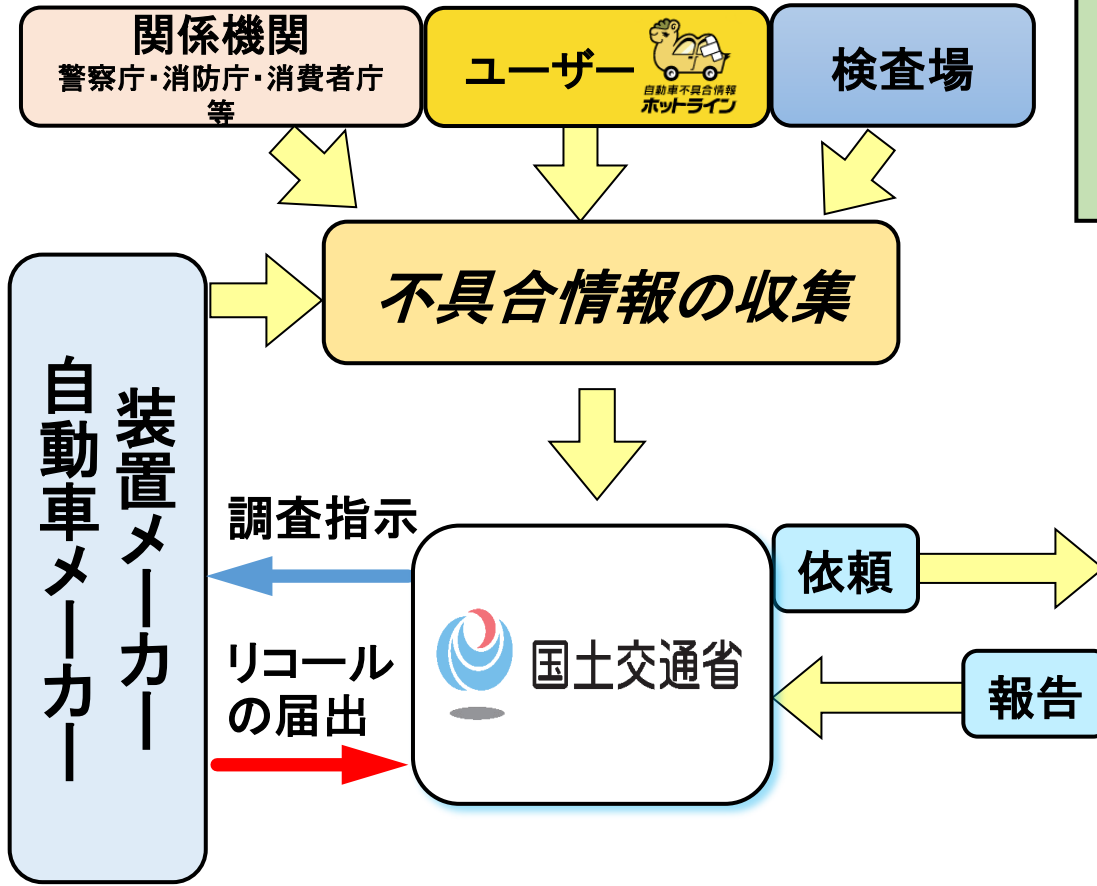 関係機関
警察庁・消防庁・消費者庁
等
ユーザー
自動車不具合情報
ホットライン
検査場
不具合情報の収集
装置メーカー
自動車メーカー
調査指示
リコール
の届出
国土交通省
依頼
報告